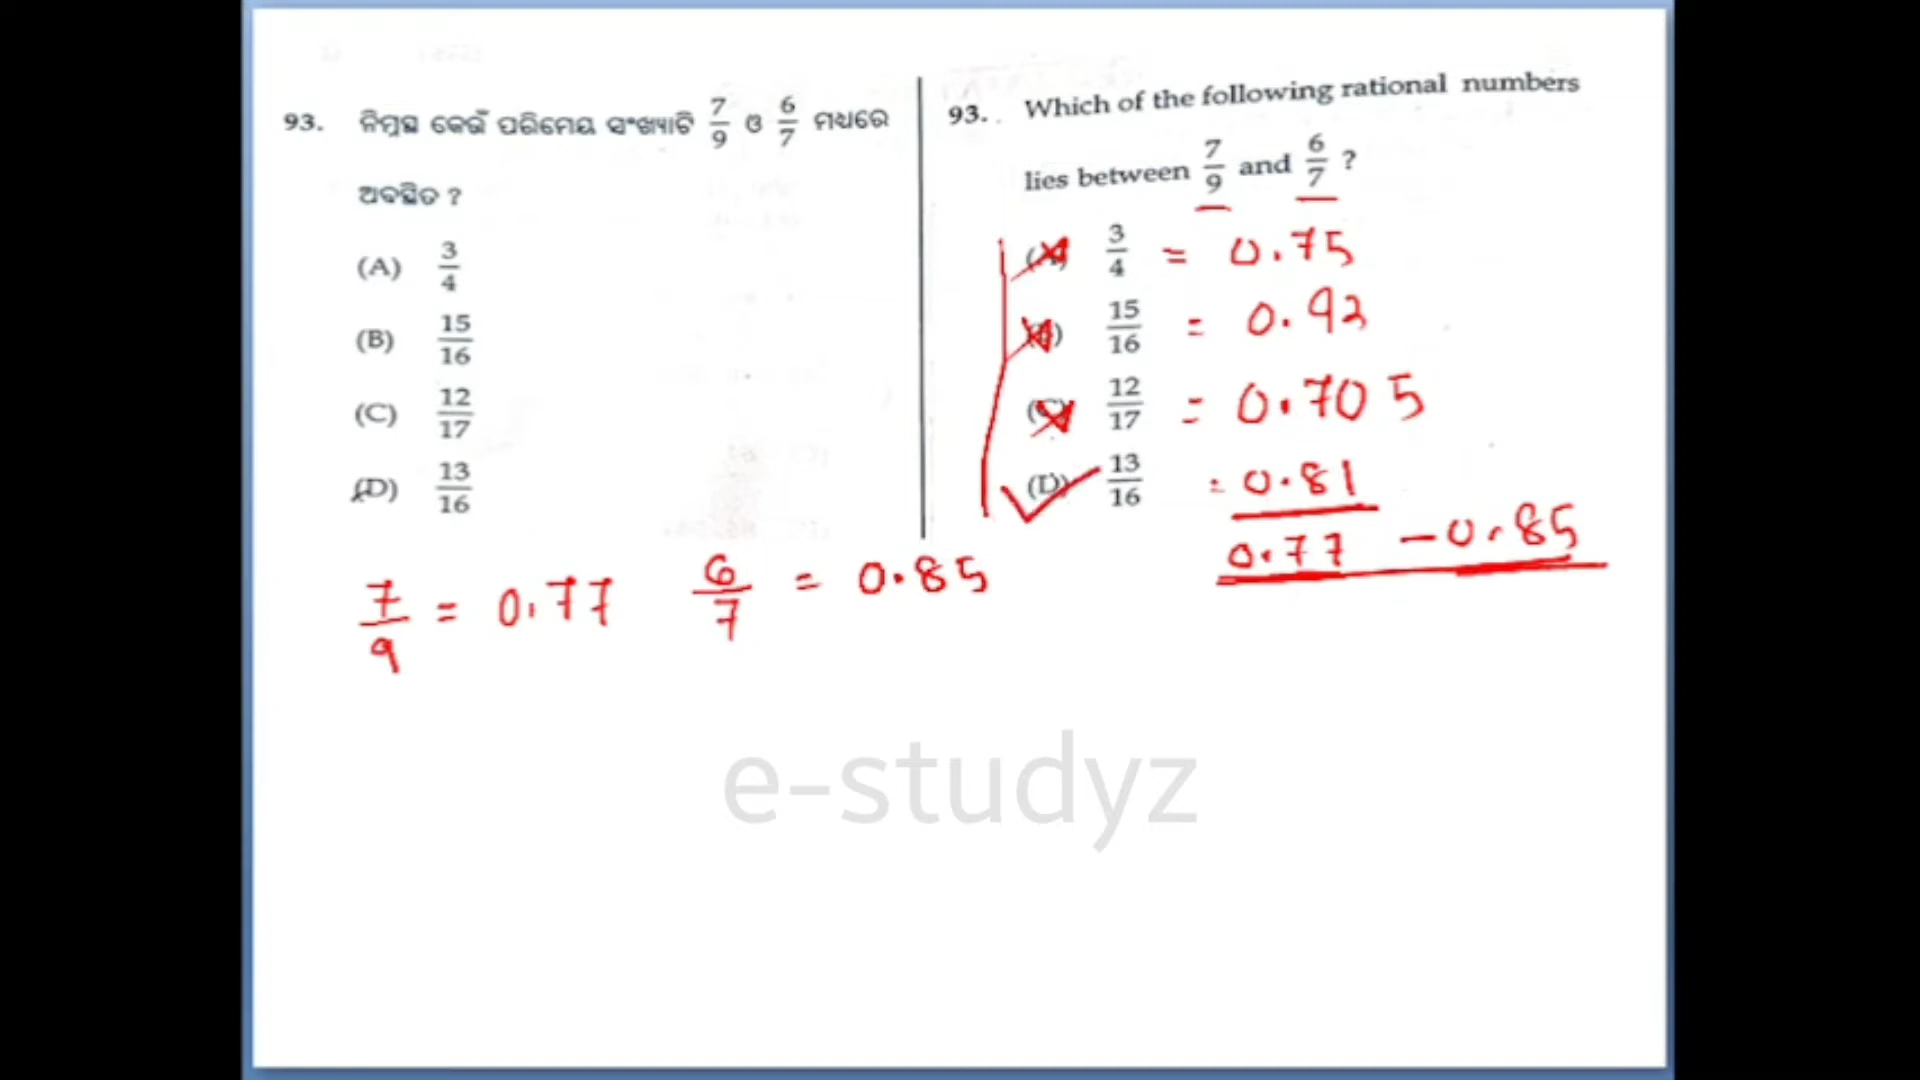 93. ନିମ୍ନସ୍ଥ କେଉଁ ପରିମେୟ ସଂଖ୍ୟାଟି 7/9 ଓ 6/7 ମଧ୍ୟରେ
ଅବସ୍ଥିତ ?
(A) 3/4
(B) 15/16
(C) 12/17
(D) 13/16
7/9 = 0.77 6/7 = 0.85
93. Which of the following rational numbers
lies between 7/9 and 6/7 ?
(A) 3/4 = 0.75
(B) 15/16 = 0.92
(C) 12/17 = 0.705
(D) 13/16 = 0.81
0.77 - 0.85
e-studyz